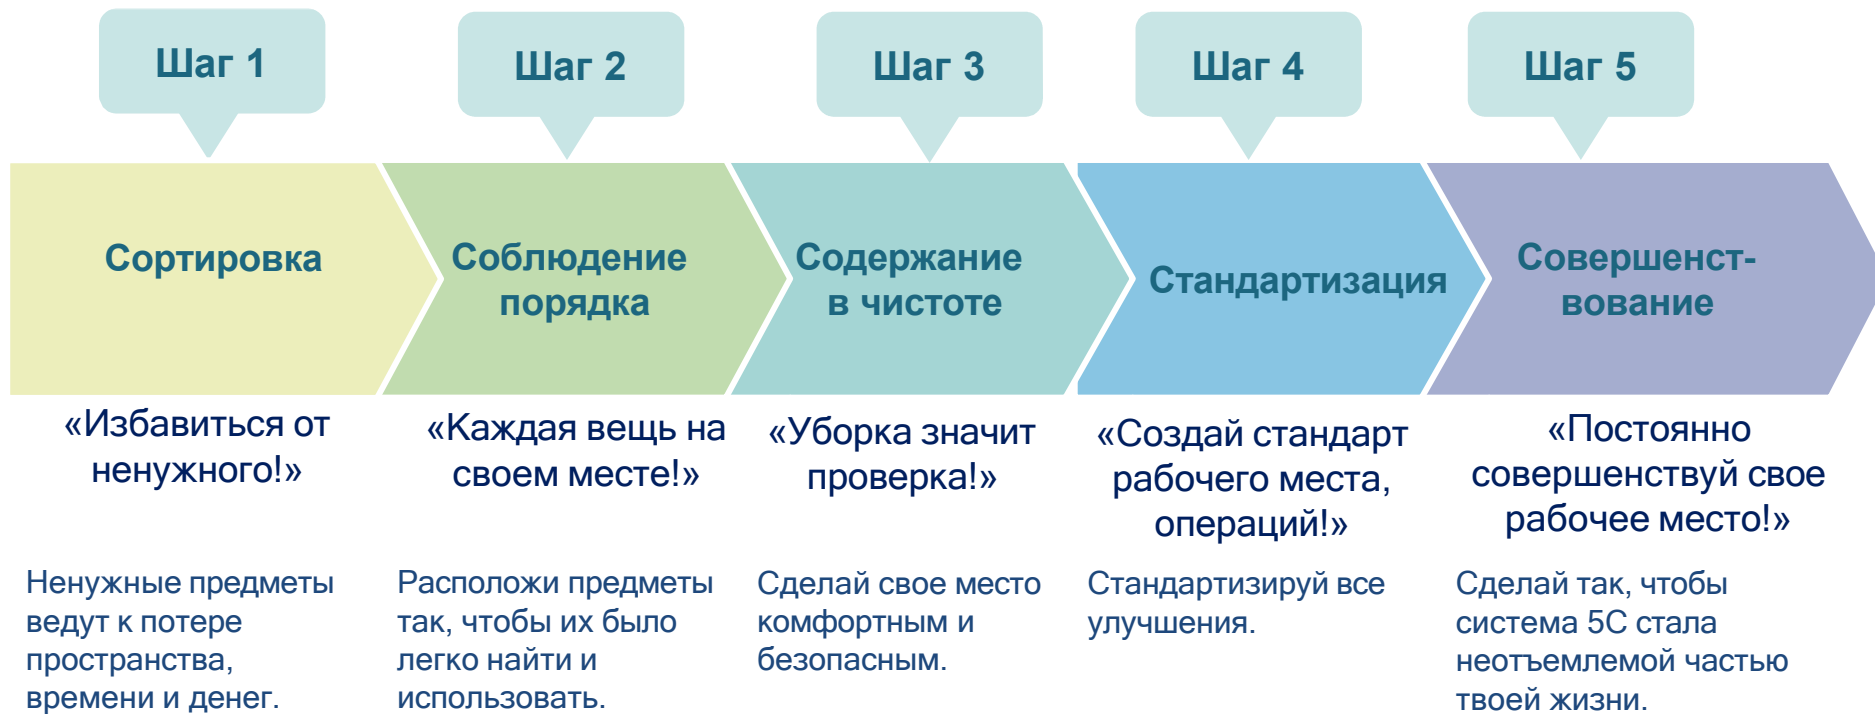 Шаг 1
Шаг 2
Шаг 3
Шаг 4
Шаг 5
Сортировка
Соблюдение
порядка
Содержание
в чистоте
Стандартизация
Совершенст-
вование
«Избавиться от
ненужного!»
«Каждая вещь на
своем месте!»
«Уборка значит
проверка!»
«Создай стандарт
рабочего места,
операций!»
«Постоянно
совершенствуй свое
рабочее место!»
Ненужные предметы
ведут к потере
пространства,
времени и денег.
Расположи предметы
так, чтобы их было
легко найти и
использовать.
Сделай свое место
комфортным и
безопасным.
Стандартизируй все
улучшения.
Сделай так, чтобы
система 5С стала
неотъемлемой частью
твоей жизни.